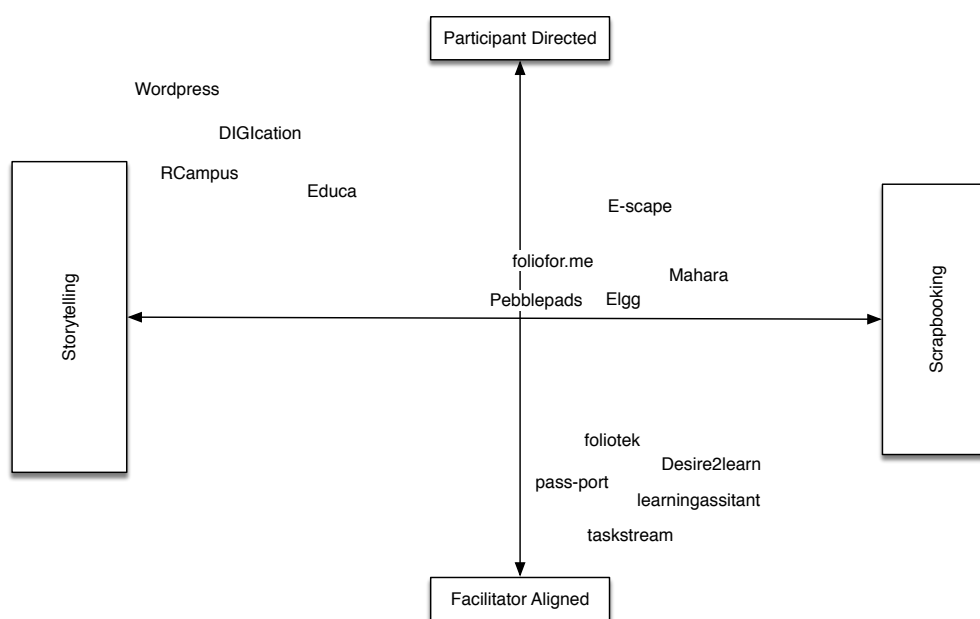 Participant Directed
Wordpress
DIGIcation
RCampus
Educa
E-scape
foliofor.me
Mahara
Pebblepads
Elgg
Storytelling
Scrapbooking
foliotek
Desire2learn
pass-port
learningassitant
taskstream
Facilitator Aligned